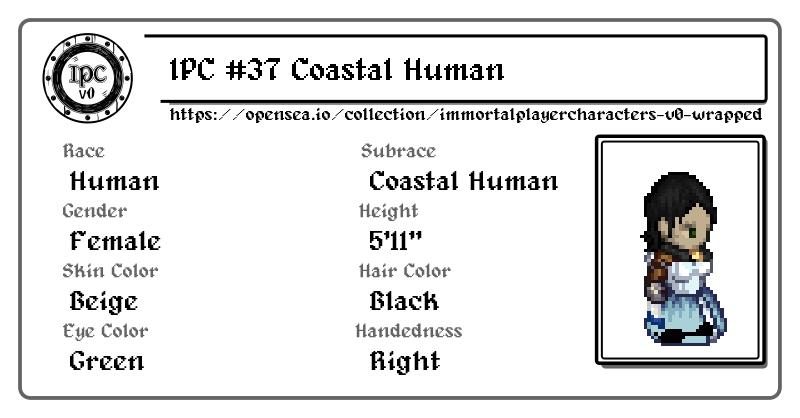 IPC
v0
IPC #37 Coastal Human
https://opensea.io/collection/immortalplayercharacters-v0-wrapped
Race
Subrace
Human
Coastal Human
Gender
Height
Female
5'11"
Skin Color
Hair Color
Beige
Black
Eye Color
Handedness
Green
Right